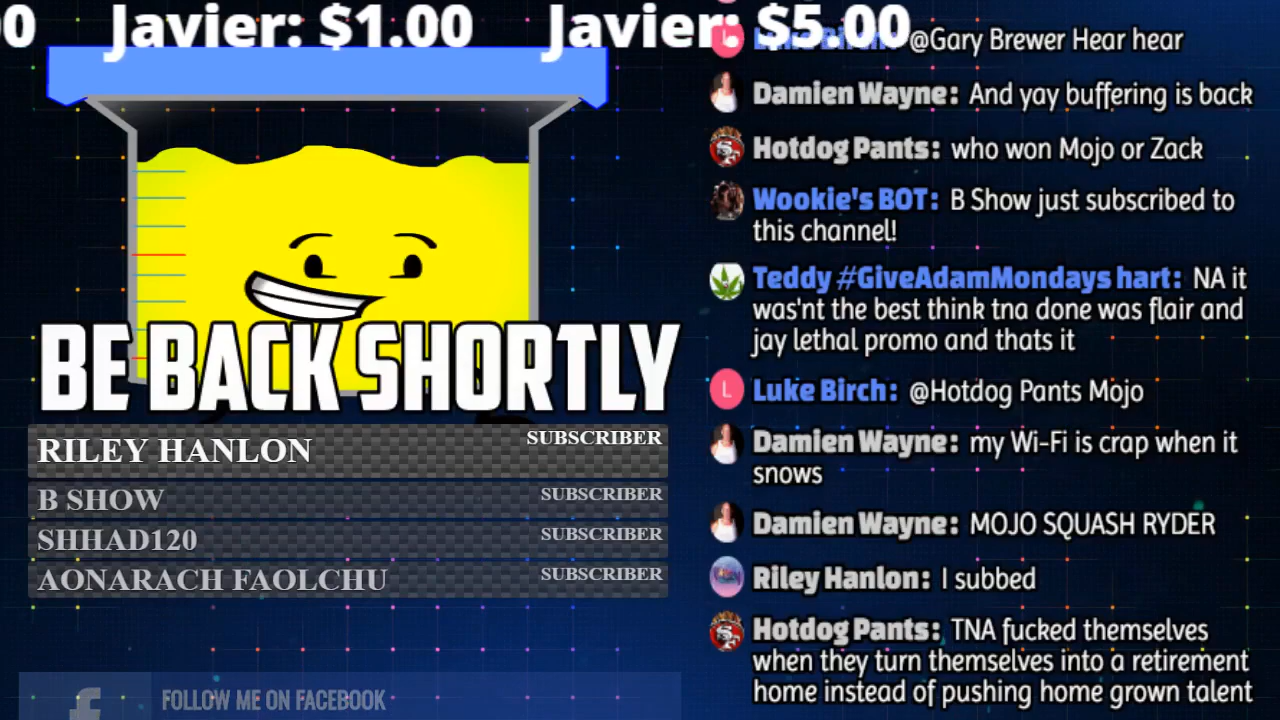 Javier: $1.00 Javier: $5.00
BE BACK SHORTLY
RILEY HANLON SUBSCRIBER
B SHOW SUBSCRIBER
SHHAD120 SUBSCRIBER
AONARACH FAOLCHU SUBSCRIBER
FOLLOW ME ON FACEBOOK
@Gary Brewer Hear hear
Damien Wayne: And yay buffering is back
Hotdog Pants: who won Mojo or Zack
Wookie's BOT: B Show just subscribed to
this channel!
Teddy #GiveAdamMondays hart: NA it
was'nt the best think tna done was flair and
jay lethal promo and thats it
L Luke Birch: @Hotdog Pants Mojo
Damien Wayne: my Wi-Fi is crap when it
snows
Damien Wayne: MOJO SQUASH RYDER
Riley Hanlon: I subbed
Hotdog Pants: TNA fucked themselves
when they turn themselves into a retirement
home instead of pushing home grown talent